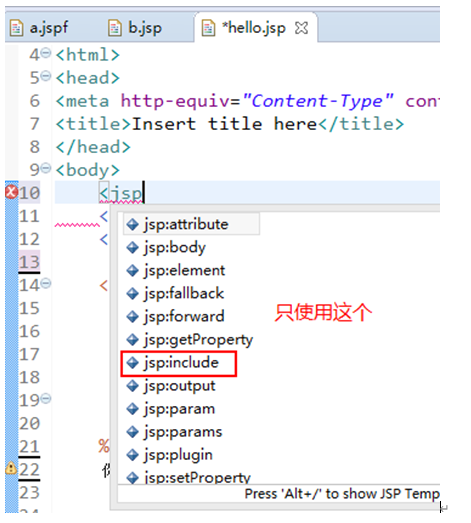 a.jspf b.jsp *hello.jsp
4 <html>
5 <head>
6 <meta http-equiv="Content-Type" cont
7 <title>Insert title here</title>
8 </head>
9 <body>
10 <jsp
11 <
12 <
13
14 <
15
16
17
18
19
20
21 %
22
23
jsp:attribute
jsp:body
jsp:element
jsp:fallback
jsp:forward
jsp:getProperty
jsp:include
jsp:output
jsp:param
jsp:params
jsp:plugin
jsp:setProperty
只使用这个
Press 'Alt+/' to show JSP Temp